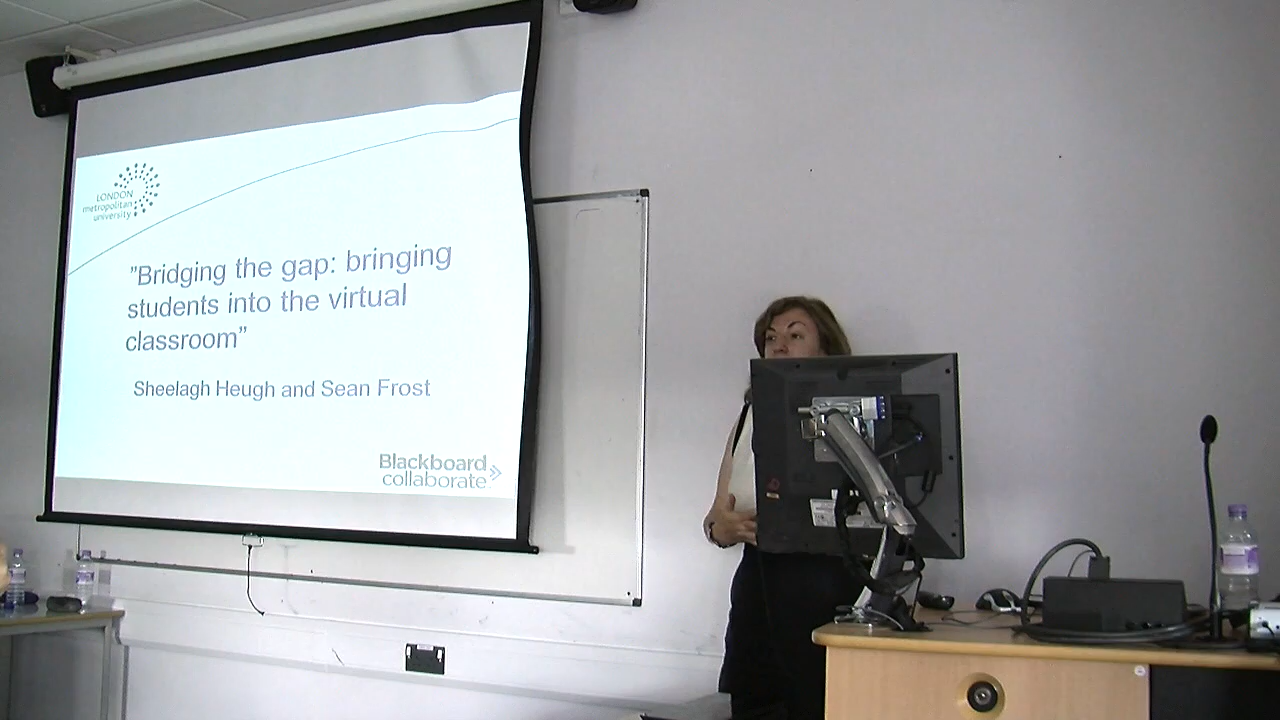 LONDON
metropolitan
university
”Bridging the gap: bringing
students into the virtual
classroom”
Sheelagh Heugh and Sean Frost
Blackboard
collaborate